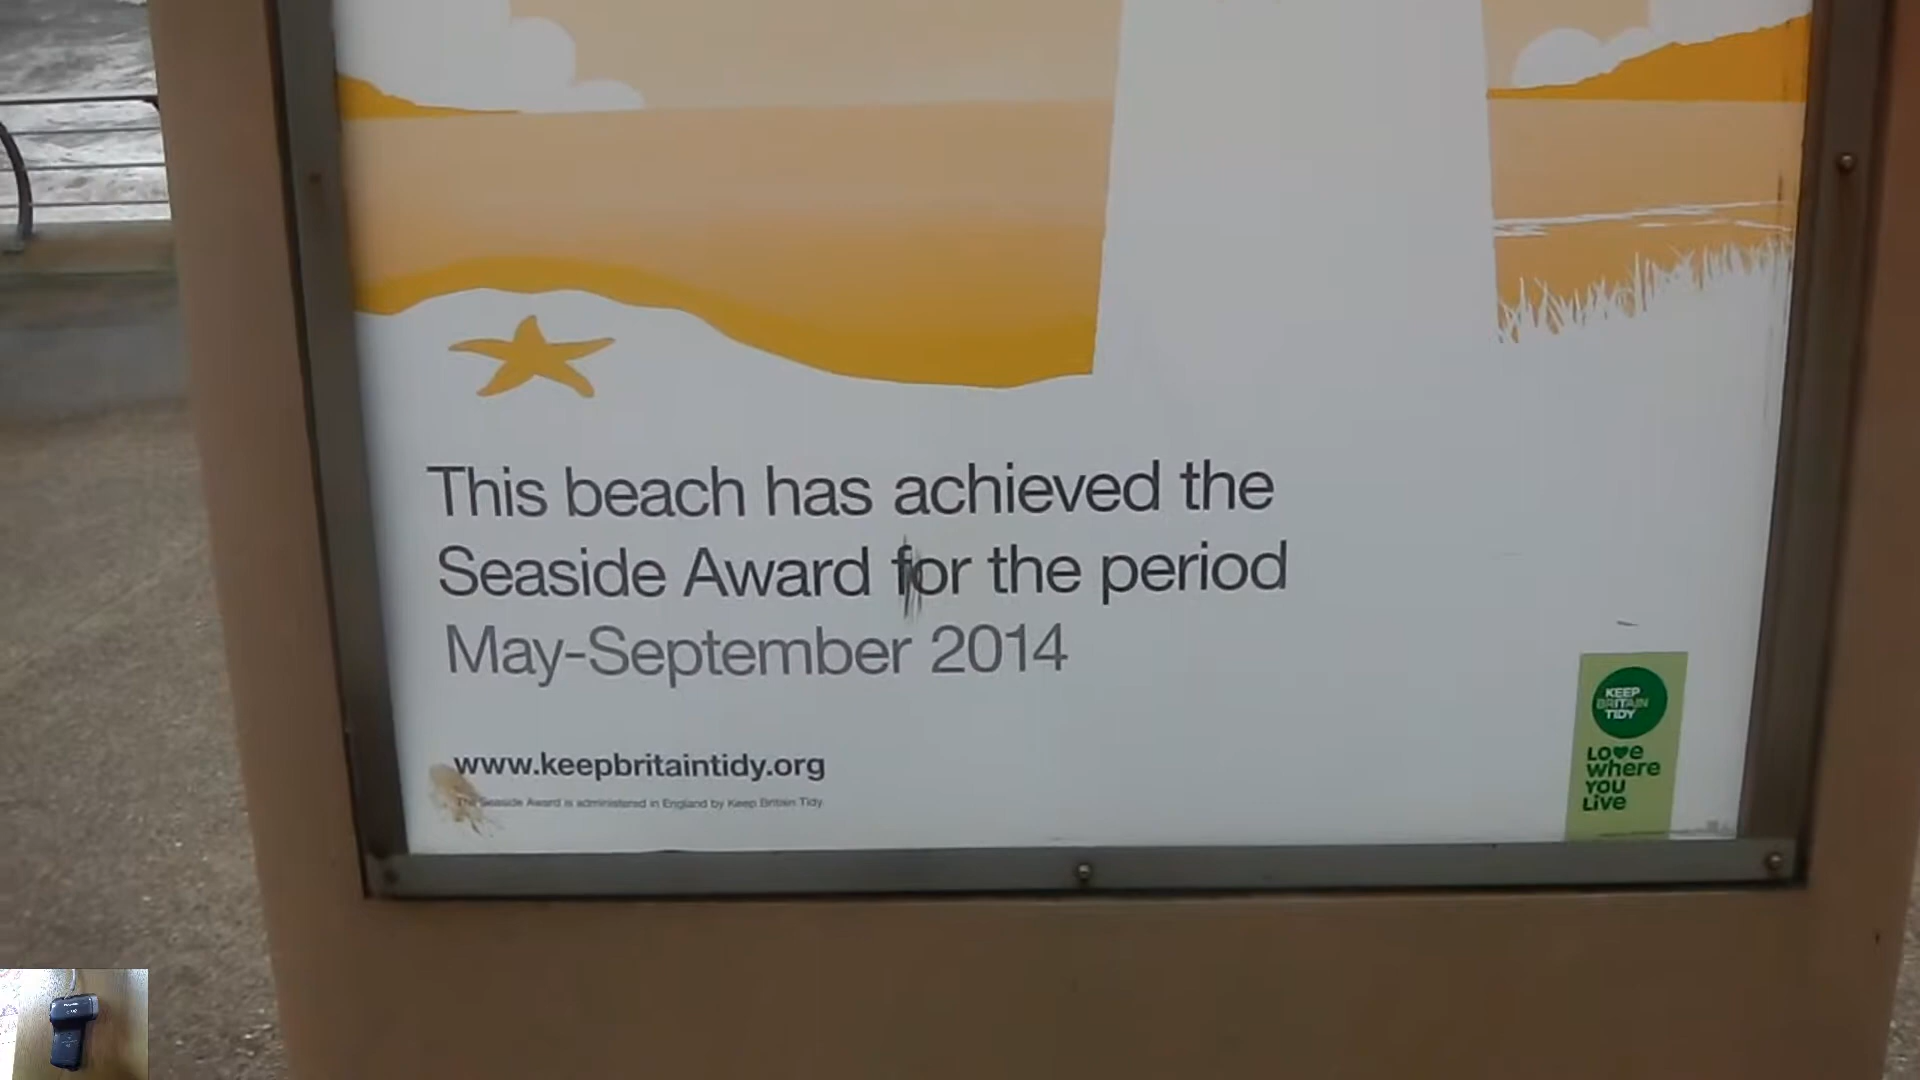 This beach has achieved the
Seaside Award for the period
May-September 2014
www.keepbritaintidy.org
The Seaside Award is administered in England by Keep Britain Tidy
KEEP
BRITAIN
TIDY
LOVE
where
YOU
Live